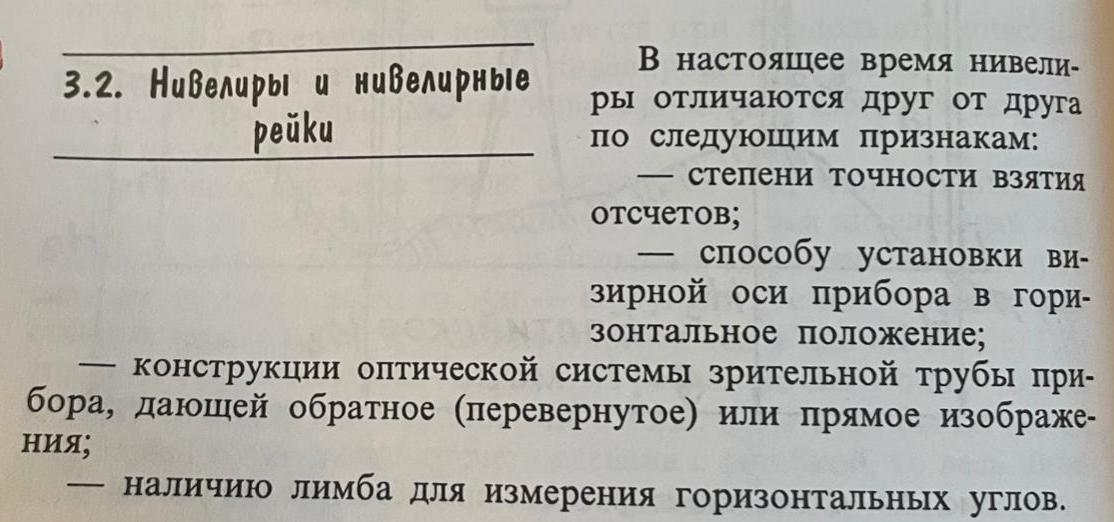 3.2. Нивелиры и нивелирные
рейки
В настоящее время нивели-
ры отличаются друг от друга
по следующим признакам:
— степени точности взятия
отсчетов;
— способу установки ви-
зирной оси прибора в гори-
зонтальное положение;
— конструкции оптической системы зрительной трубы при-
бора, дающей обратное (перевернутое) или прямое изображе-
ния;
— наличию лимба для измерения горизонтальных углов.